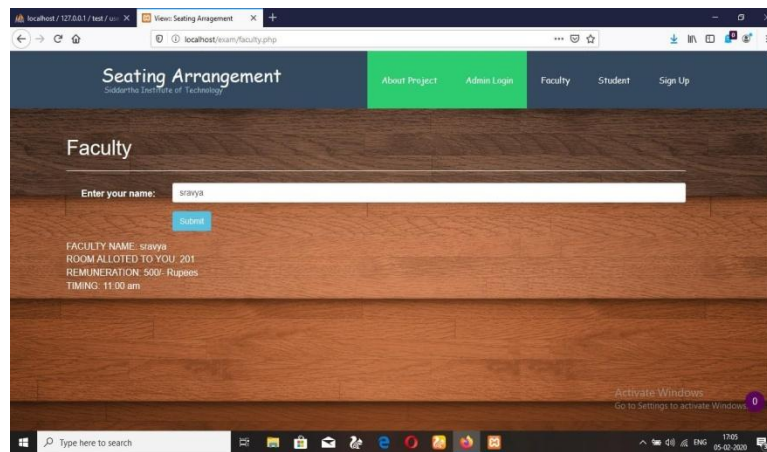 localhost / 127.0.0.1 / test / use
View: Seating Arragement
localhost/exam/faculty.php
Seating Arrangement
Siddartha Institute of Technology
About Project
Admin Login
Faculty
Student
Sign Up
Faculty
Enter your name:
sravya
Submit
FACULTY NAME: sravya
ROOM ALLOTED TO YOU: 201
REMUNERATION: 500/- Rupees
TIMING: 11:00 am
Activate Windows
Go to Settings to activate Windows.
0
Type here to search
ENG
17:05
05-02-2020